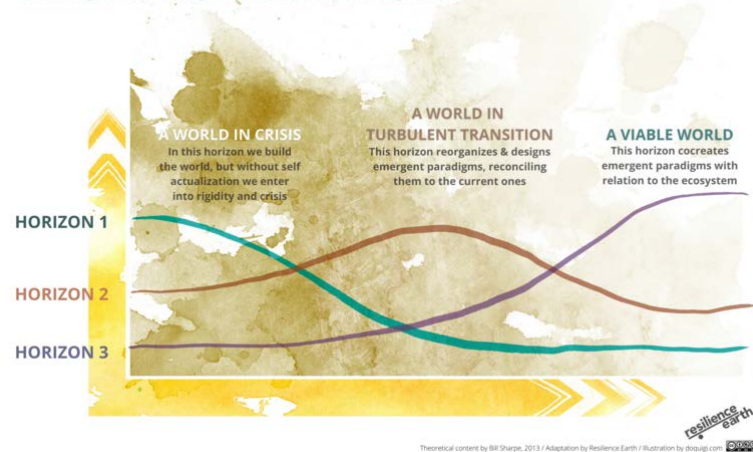 A WORLD IN CRISIS
In this horizon we build
the world, but without self
actualization we enter
into rigidity and crisis
A WORLD IN
TURBULENT TRANSITION
This horizon reorganizes & designs
emergent paradigms, reconciling
them to the current ones
A VIABLE WORLD
This horizon cocreates
emergent paradigms with
relation to the ecosystem
HORIZON 1
HORIZON 2
HORIZON 3
resilience
earth
Theoretical content by Bill Sharpe, 2013 / Adaptation by Resilience Earth / Illustration by doquigi.com